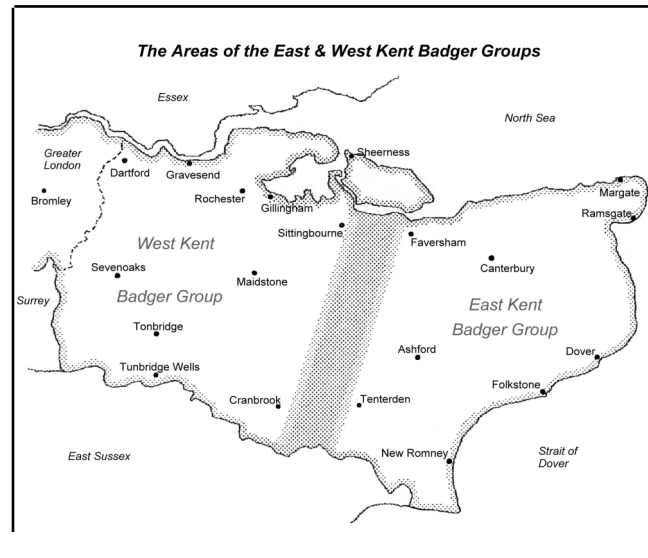 The Areas of the East & West Kent Badger Groups
Essex
North Sea
Sheerness
Greater
London
Dartford
Gravesend
Margate
Bromley
Rochester
Gillingham
Ramsgate
Sittingbourne
Faversham
West Kent
Canterbury
Sevenoaks
Maidstone
Surrey
Badger Group
East Kent
Badger Group
Tonbridge
Ashford
Dover
Tunbridge Wells
Folkstone
Cranbrook
Tenterden
East Sussex
New Romney
Strait of
Dover